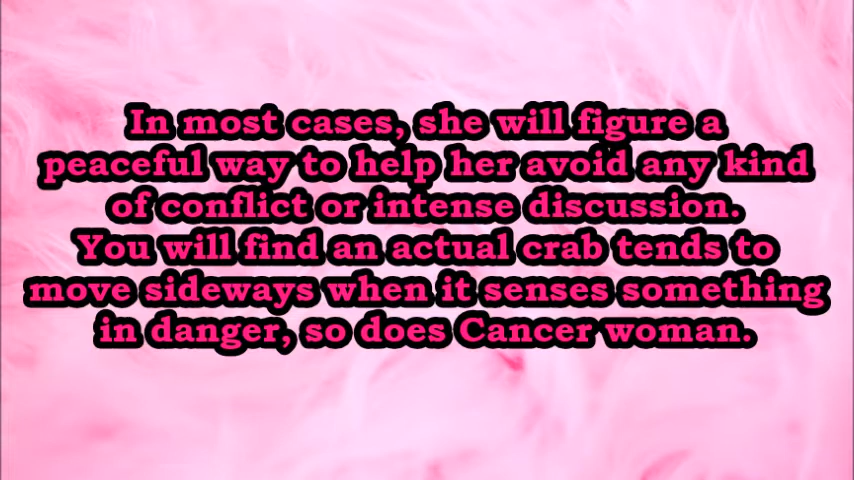 In most cases, she will figure a
peaceful way to help her avoid any kind
of conflict or intense discussion.
You will find an actual crab tends to
move sideways when it senses something
in danger, so does Cancer woman.